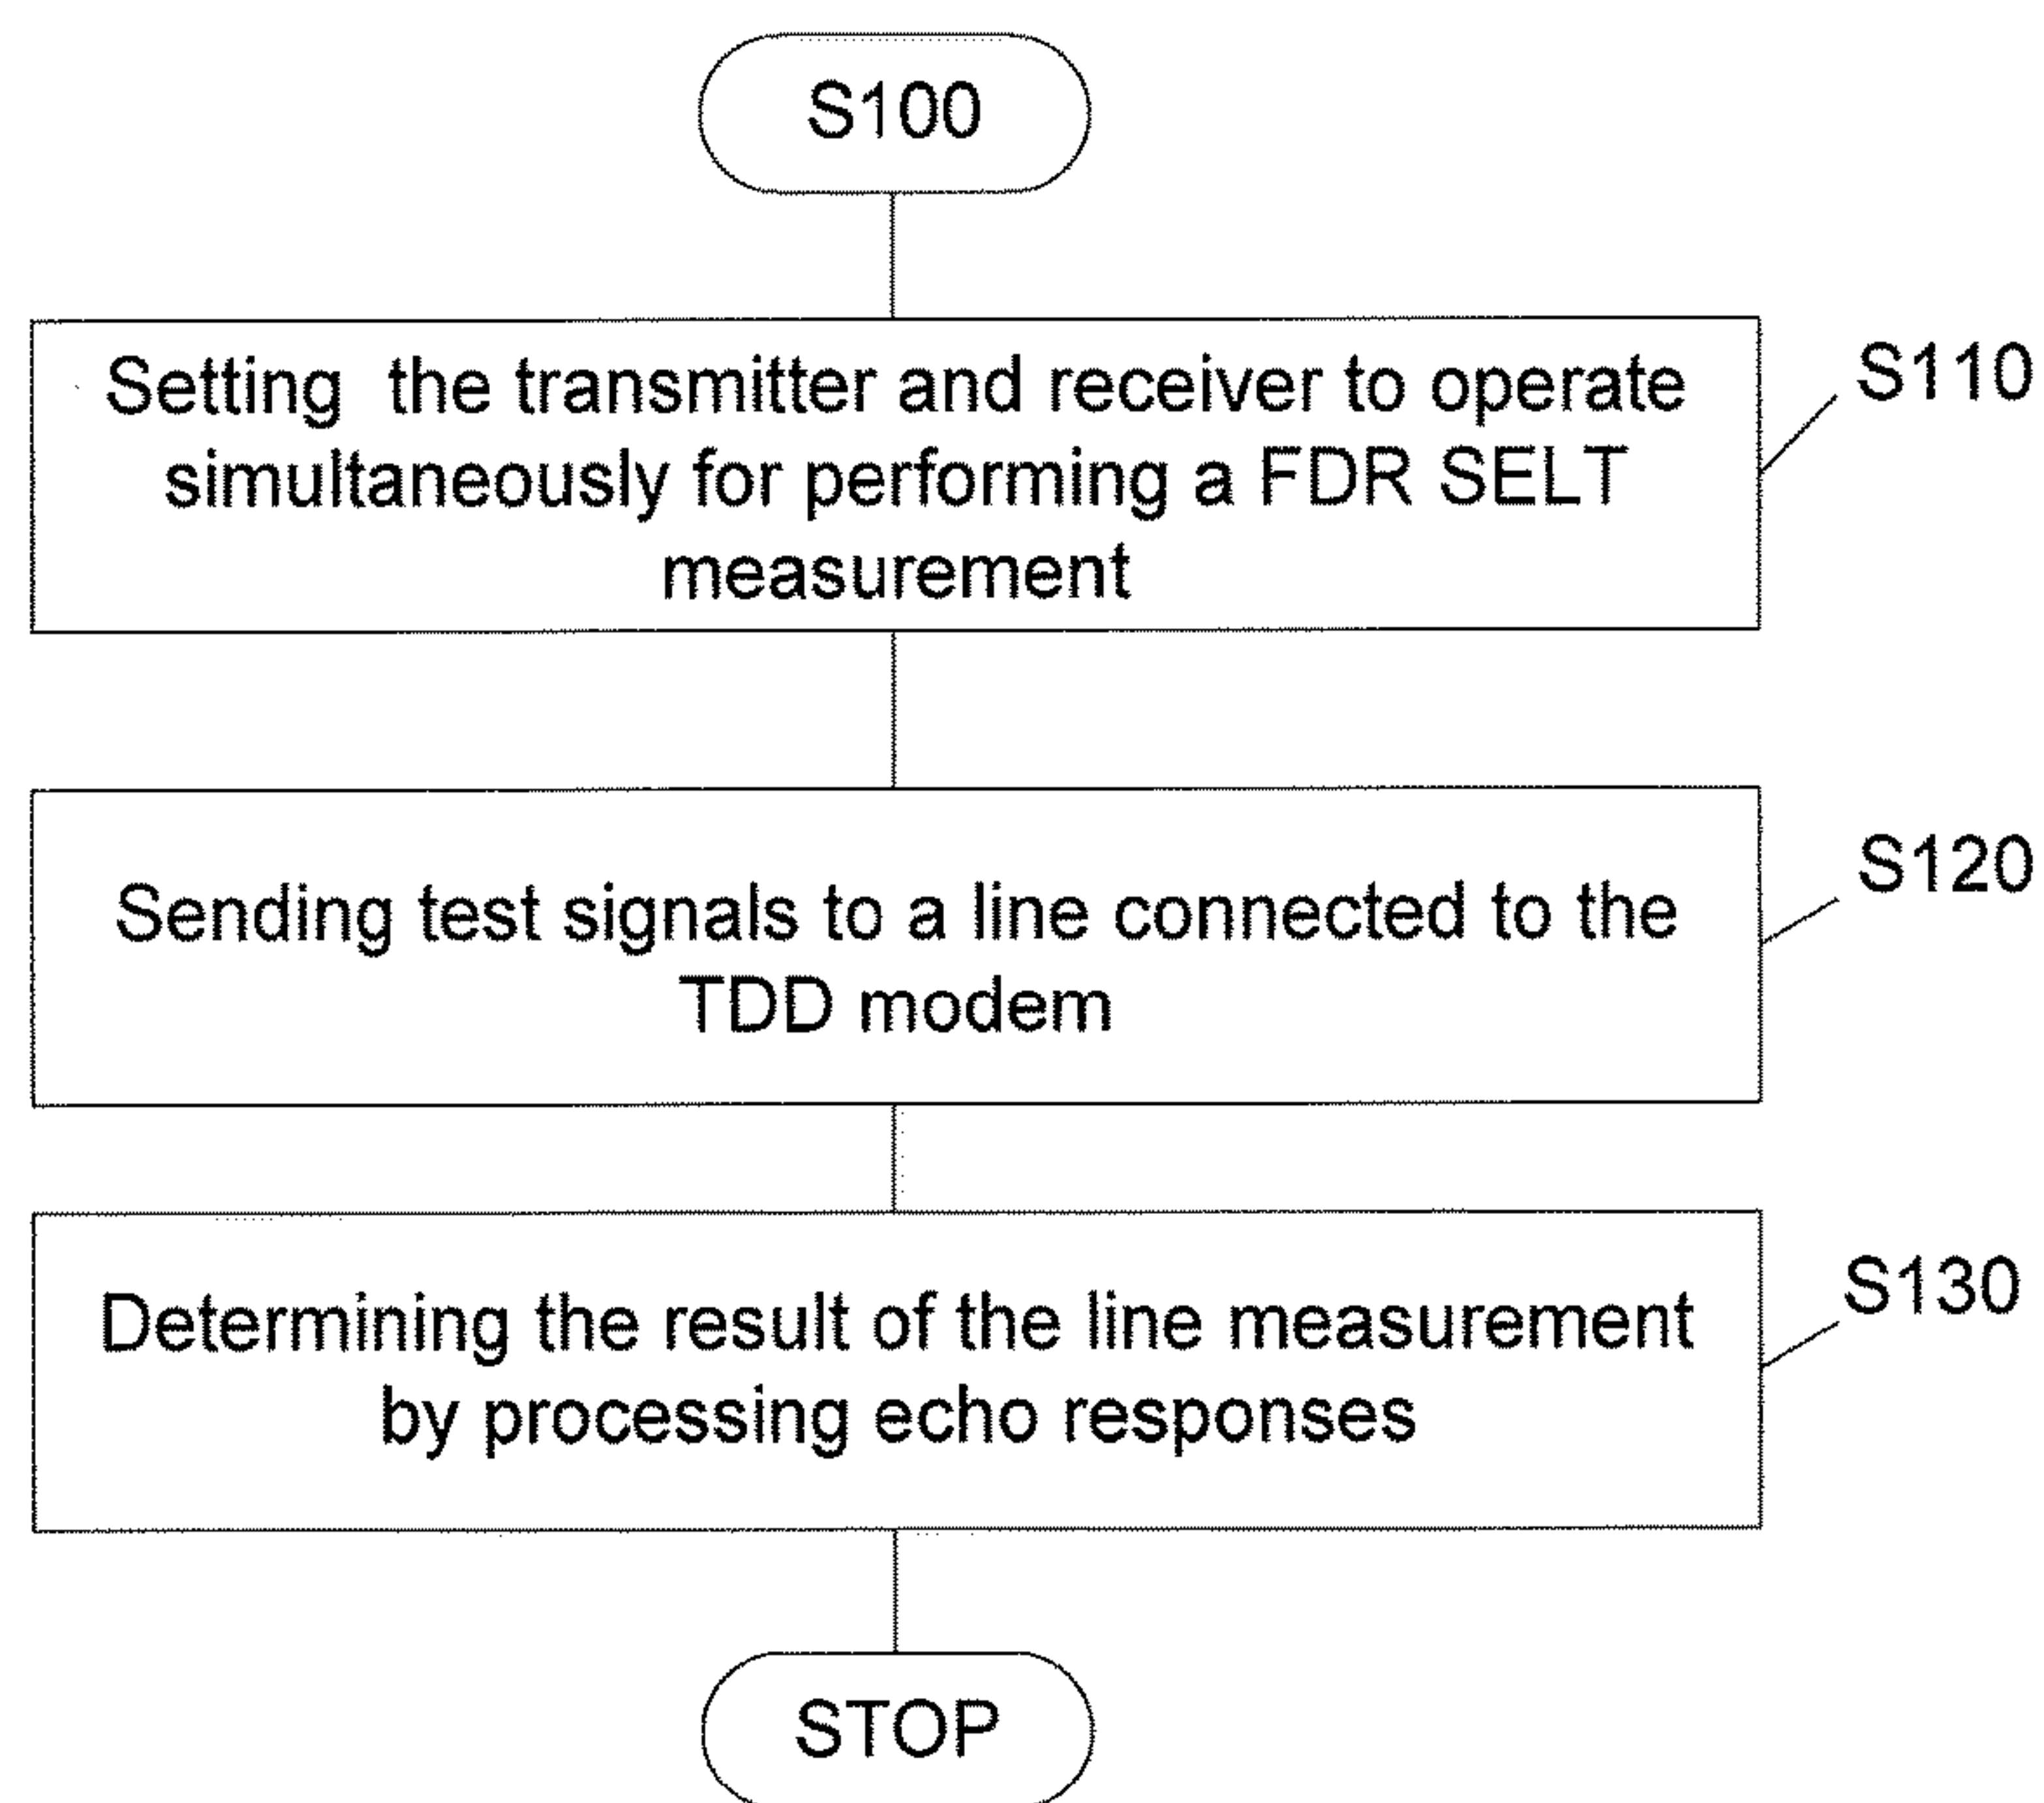 S100
Setting the transmitter and receiver to operate
simultaneously for performing a FDR SELT
measurement
S110
Sending test signals to a line connected to the
TDD modem
S120
Determining the result of the line measurement
by processing echo responses
S130
STOP